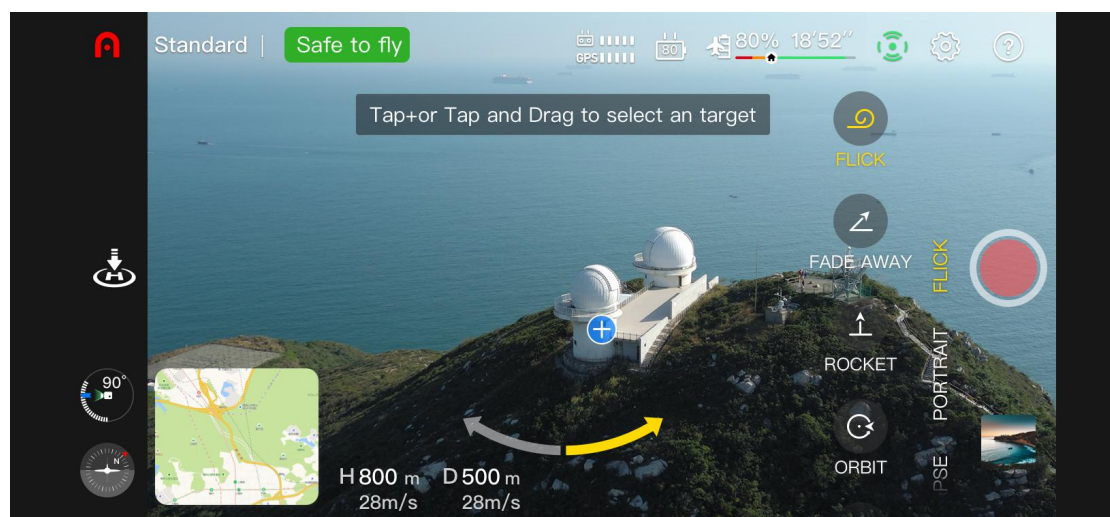 Standard | Safe to fly
GPS
80
80% 18′52″
?
Tap+or Tap and Drag to select an target
FLICK
FADE AWAY
ROCKET
ORBIT
FLICK
PORTRAIT
PSE
90°
N
H 800 m D 500 m
28m/s 28m/s